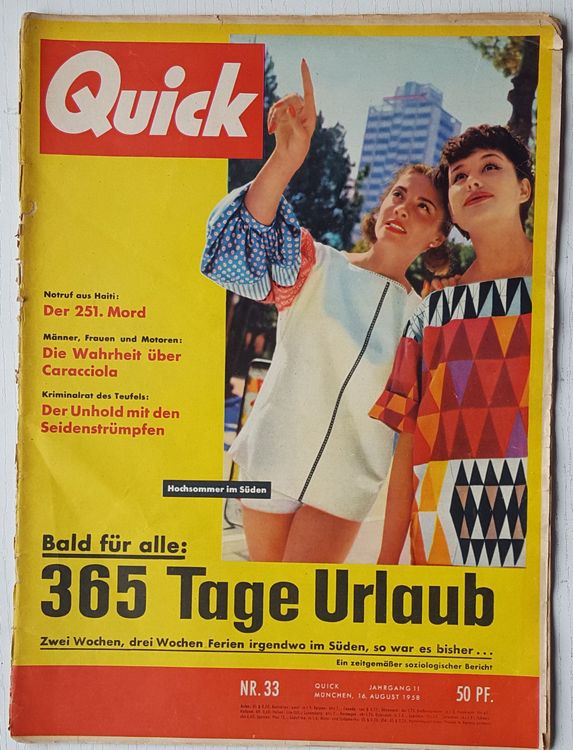 Quick
Notruf aus Haiti:
Der 251. Mord
Männer, Frauen und Motoren:
Die Wahrheit über
Caracciola
Kriminalrat des Teufels:
Der Unhold mit den
Seidenstrümpfen
Hochsommer im Süden
Bald für alle:
365 Tage Urlaub
Zwei Wochen, drei Wochen Ferien irgendwo im Süden, so war es bisher...
Ein zeitgemäßer soziologischer Bericht
NR. 33
QUICK JAHRGANG 11
MÜNCHEN, 16. AUGUST 1958
50 PF.